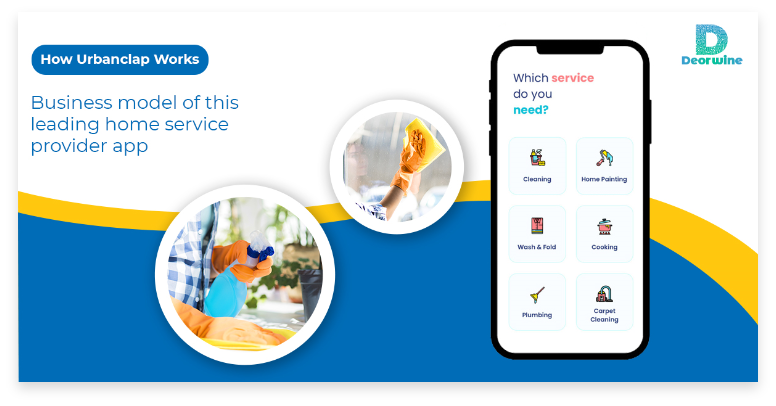 How Urbanclap Works
Business model of this
leading home service
provider app
Which service
do you
need?
Cleaning
Home Painting
Wash & Fold
Cooking
Plumbing
Carpet
Cleaning
Deorwine